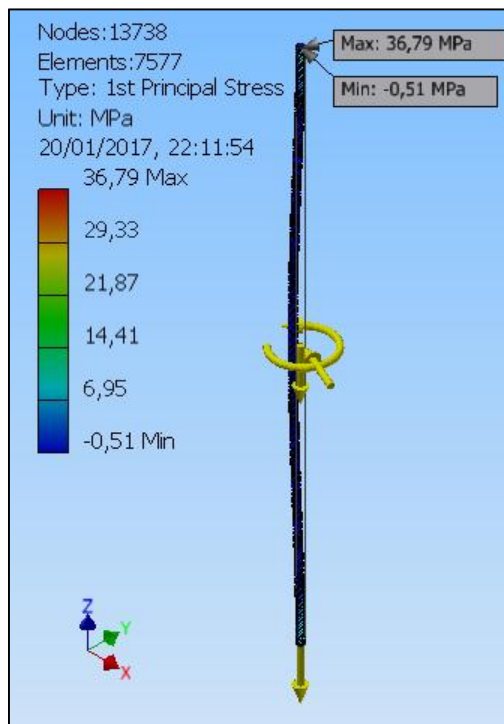 Nodes:13738
Elements:7577
Type: 1st Principal Stress
Unit: MPa
20/01/2017, 22:11:54
36,79 Max
29,33
21,87
14,41
6,95
-0,51 Min
Max: 36,79 MPa
Min: -0,51 MPa
Z
Y
X